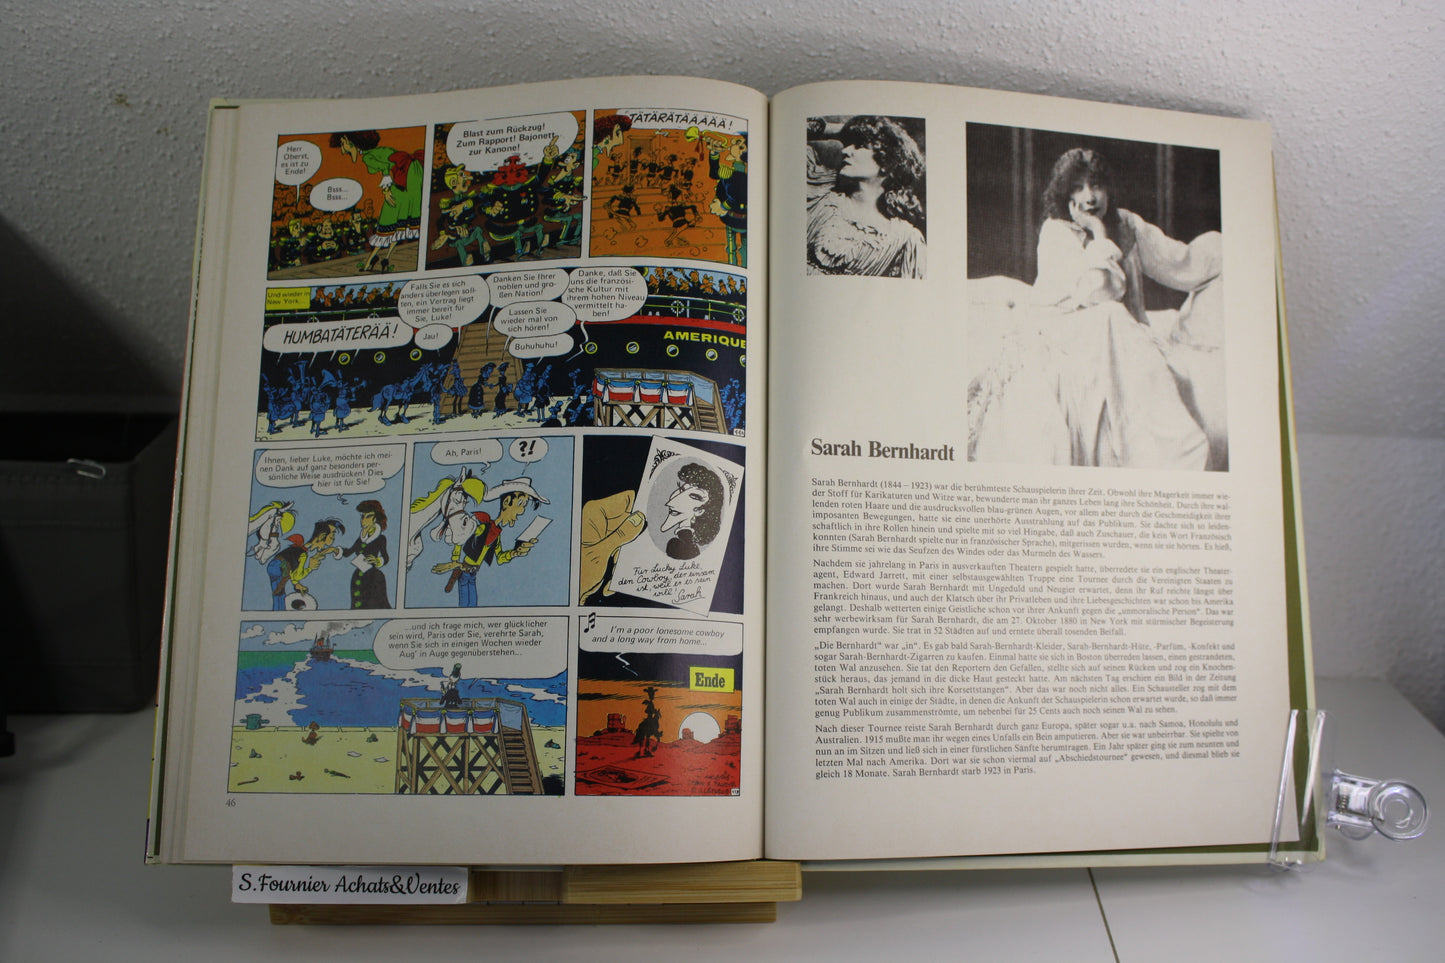 Herr
Oberst,
es ist zu
Ende!
Bsss...
Bsss...
Blast zum Rückzug!
Zum Rapport! Bajonett
zur Kanone!
TÄTÄRÄTÄÄÄÄÄ!
Und wieder in
New York...
HUMBATÄTERÄÄ!
Falls Sie es sich
anders überlegen soll-
ten, ein Vertrag liegt
immer bereit für
Sie, Luke!
Jau!
Danken Sie Ihrer
noblen und gro-
ßen Nation!
Lassen Sie
wieder mal von
sich hören!
Buhuhuhu!
Danke, daß Sie
uns die französi-
sche Kultur mit
ihrem hohen Niveau
vermittelt ha-
ben!
AMERIQUE
44A
Ihnen, lieber Luke, möchte ich mei-
nen Dank auf ganz besonders per-
sönliche Weise ausdrücken! Dies
hier ist für Sie!
Ah, Paris!
?!
Für Lucky Luke,
den Cowboy, der einsam
ist, weil er es sein
will!
Sarah
...und ich frage mich, wer glücklicher
sein wird, Paris oder Sie, verehrte Sarah,
wenn Sie sich in einigen Wochen wieder
Aug' in Auge gegenüberstehen...
I'm a poor lonesome cowboy
and a long way from home...
Ende
46
Sarah Bernhardt
Sarah Bernhardt (1844 – 1923) war die berühmteste Schauspielerin ihrer Zeit. Obwohl ihre Magerkeit immer wie-
der Stoff für Karikaturen und Witze war, bewunderte man ihr ganzes Leben lang ihre Schönheit. Durch ihre wal-
lenden roten Haare und die ausdrucksvollen blau-grünen Augen, vor allem aber durch die Geschmeidigkeit ihrer
imposanten Bewegungen, hatte sie eine unerhörte Ausstrahlung auf das Publikum. Sie dachte sich so leiden-
schaftlich in ihre Rollen hinein und spielte mit so viel Hingabe, daß auch Zuschauer, die kein Wort Französisch
konnten (Sarah Bernhardt spielte nur in französischer Sprache), mitgerissen wurden, wenn sie sie hörten. Es hieß,
ihre Stimme sei wie das Seufzen des Windes oder das Murmeln des Wassers.
Nachdem sie jahrelang in Paris in ausverkauften Theatern gespielt hatte, überredete sie ein englischer Theater-
agent, Edward Jarrett, mit einer selbstausgewählten Truppe eine Tournee durch die Vereinigten Staaten zu
machen. Dort wurde Sarah Bernhardt mit Ungeduld und Neugier erwartet, denn ihr Ruf reichte längst über
Frankreich hinaus, und auch der Klatsch über ihr Privatleben und ihre Liebesgeschichten war schon bis Amerika
gelangt. Deshalb wetterten einige Geistliche schon vor ihrer Ankunft gegen die „unmoralische Person“. Das war
sehr werbewirksam für Sarah Bernhardt, die am 27. Oktober 1880 in New York mit stürmischer Begeisterung
empfangen wurde. Sie trat in 52 Städten auf und erntete überall tosenden Beifall.
„Die Bernhardt“ war „in“. Es gab bald Sarah-Bernhardt-Kleider, Sarah-Bernhardt-Hüte, -Parfüm, -Konfekt und
sogar Sarah-Bernhardt-Zigarren zu kaufen. Einmal hatte sie sich in Boston überreden lassen, einen gestrandeten,
toten Wal anzusehen. Sie tat den Reportern den Gefallen, stellte sich auf seinen Rücken und zog ein Knochen-
stück heraus, das jemand in die dicke Haut gesteckt hatte. Am nächsten Tag erschien ein Bild in der Zeitung
„Sarah Bernhardt holt sich ihre Korsettstangen“. Aber das war noch nicht alles. Ein Schausteller zog mit dem
toten Wal auch in einige der Städte, in denen die Ankunft der Schauspielerin schon erwartet wurde, so daß immer
genug Publikum zusammenströmte, um nebenbei für 25 Cents auch noch seinen Wal zu sehen.
Nach dieser Tournee reiste Sarah Bernhardt durch ganz Europa, später sogar u.a. nach Samoa, Honolulu und
Australien. 1915 mußte man ihr wegen eines Unfalls ein Bein amputieren. Aber sie war unbeirrbar. Sie spielte von
nun an im Sitzen und ließ sich in einer fürstlichen Sänfte herumtragen. Ein Jahr später ging sie zum neunten und
letzten Mal nach Amerika. Dort war sie schon viermal auf „Abschiedstournee“ gewesen, und diesmal blieb sie
gleich 18 Monate. Sarah Bernhardt starb 1923 in Paris.
S.Fournier Achats&Ventes